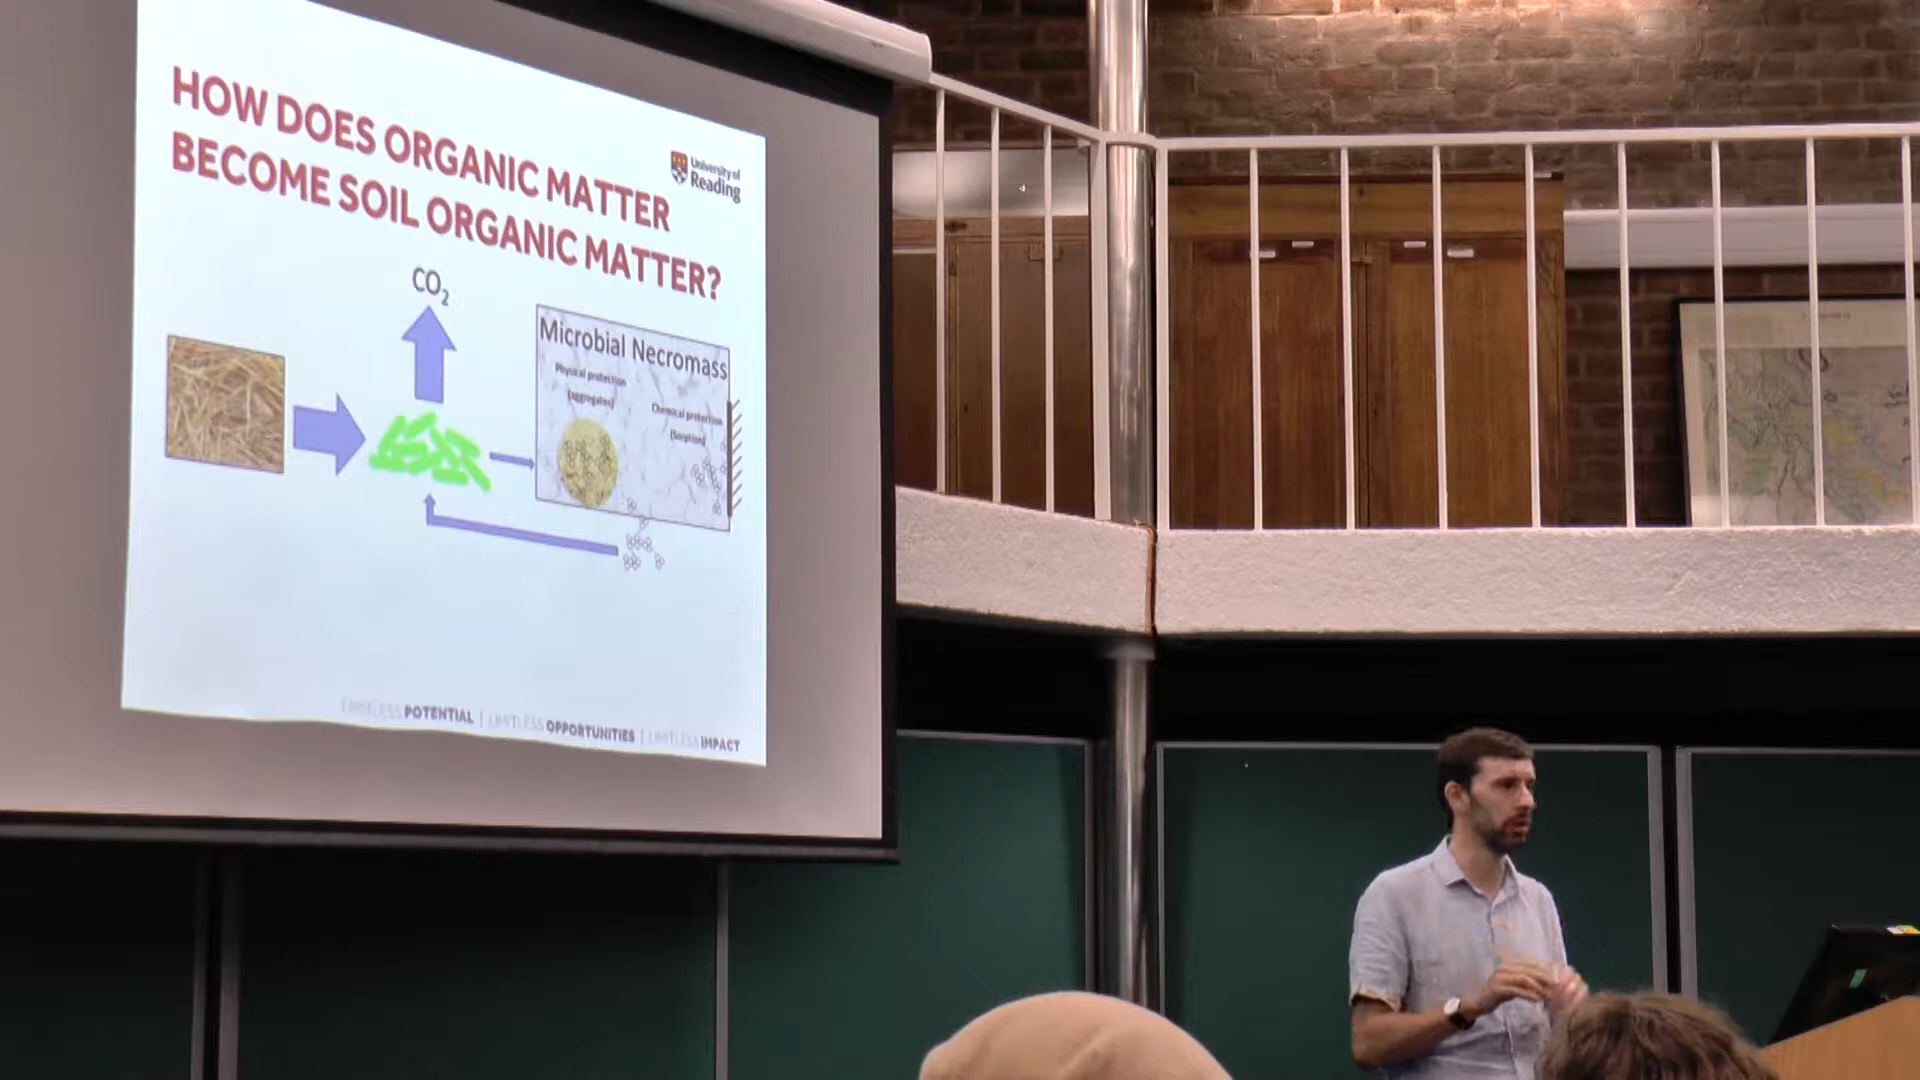 HOW DOES ORGANIC MATTER
BECOME SOIL ORGANIC MATTER?
University of
Reading
CO2
Microbial Necromass
Physical protection
(aggregates)
Chemical protection
(Sorption)
LIMITLESS POTENTIAL | LIMITLESS OPPORTUNITIES | LIMITLESS IMPACT